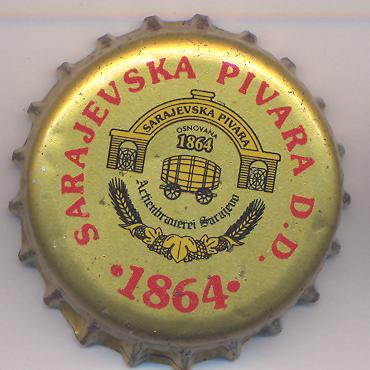 SARAJEVSKA PIVARA D.D.
SARAJEVSKA PIVARA
OSNOVANA
1864
Actienbrauerei Sarajevo
•1864•